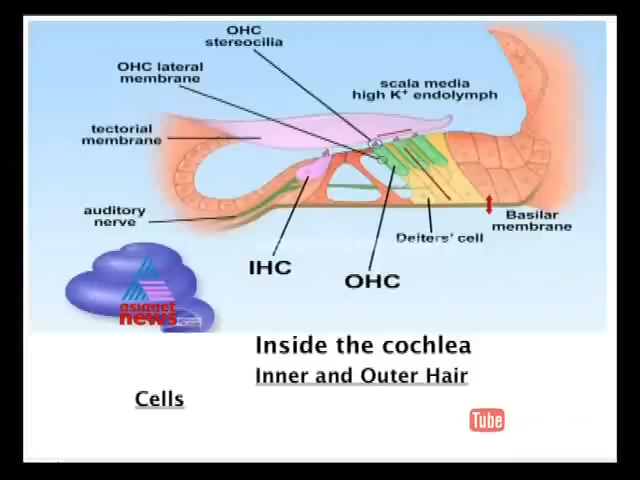 OHC
stereocilia
OHC lateral
membrane
scala media
high K⁺ endolymph
tectorial
membrane
auditory
nerve
Basilar
membrane
Deiters' cell
IHC
OHC
asianet
news
Inside the cochlea
Inner and Outer Hair
Cells
Tube